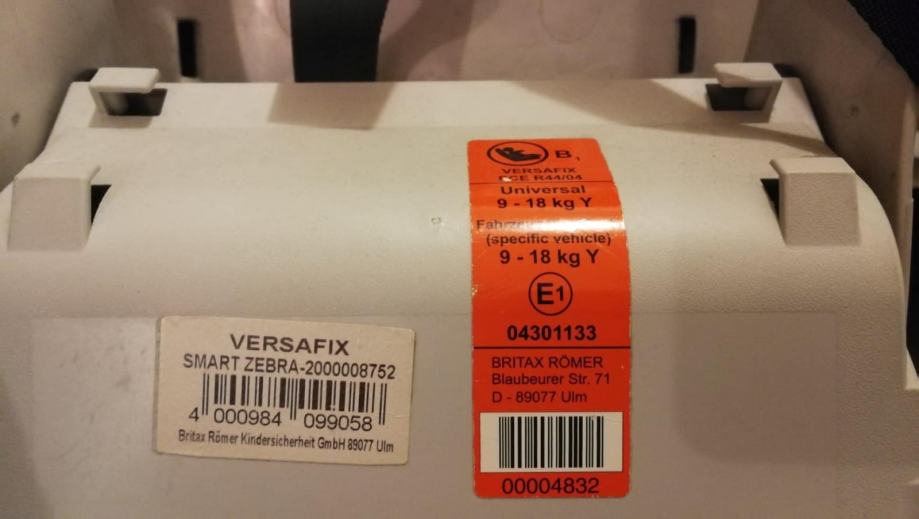 VERSAFIX
SMART ZEBRA-2000008752
4 000984 099058
Britax Römer Kindersicherheit GmbH 89077 Ulm
B1
VERSAFIX
ECE R44/04
Universal
9 - 18 kg Y
(specific vehicle)
9 - 18 kg Y
E1
04301133
BRITAX RÖMER
Blaubeurer Str. 71
D - 89077 Ulm
00004832